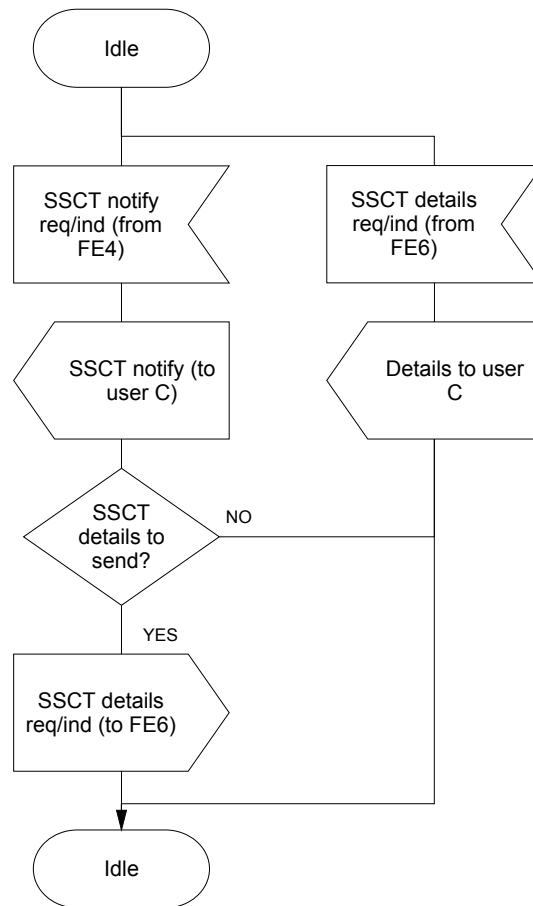 Idle
SSCT notify
req/ind (from
FE4)
SSCT details
req/ind (from
FE6)
SSCT notify (to
user C)
Details to user
C
SSCT
details to
send?
NO
YES
SSCT details
req/ind (to FE6)
Idle